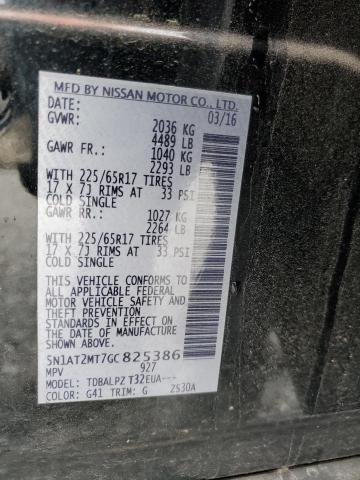 MFD BY NISSAN MOTOR CO., LTD.
DATE: 03/16
GVWR:
2036 KG
4489 LB
GAWR FR.: 1040 KG
2293 LB
WITH 225/65R17 TIRES
17 X 7J RIMS AT 33 PSI
COLD SINGLE
GAWR RR.: 1027 KG
2264 LB
WITH 225/65R17 TIRES
17 X 7J RIMS AT 33 PSI
COLD SINGLE
THIS VEHICLE CONFORMS TO
ALL APPLICABLE FEDERAL
MOTOR VEHICLE SAFETY,
AND THEFT PREVENTION
STANDARDS IN EFFECT ON
THE DATE OF MANUFACTURE
SHOWN ABOVE.
5N1AT2MT7GC825386
MPV 927
MODEL: TDBALPZ T32EUA---
COLOR: G41 TRIM: G 2S30A